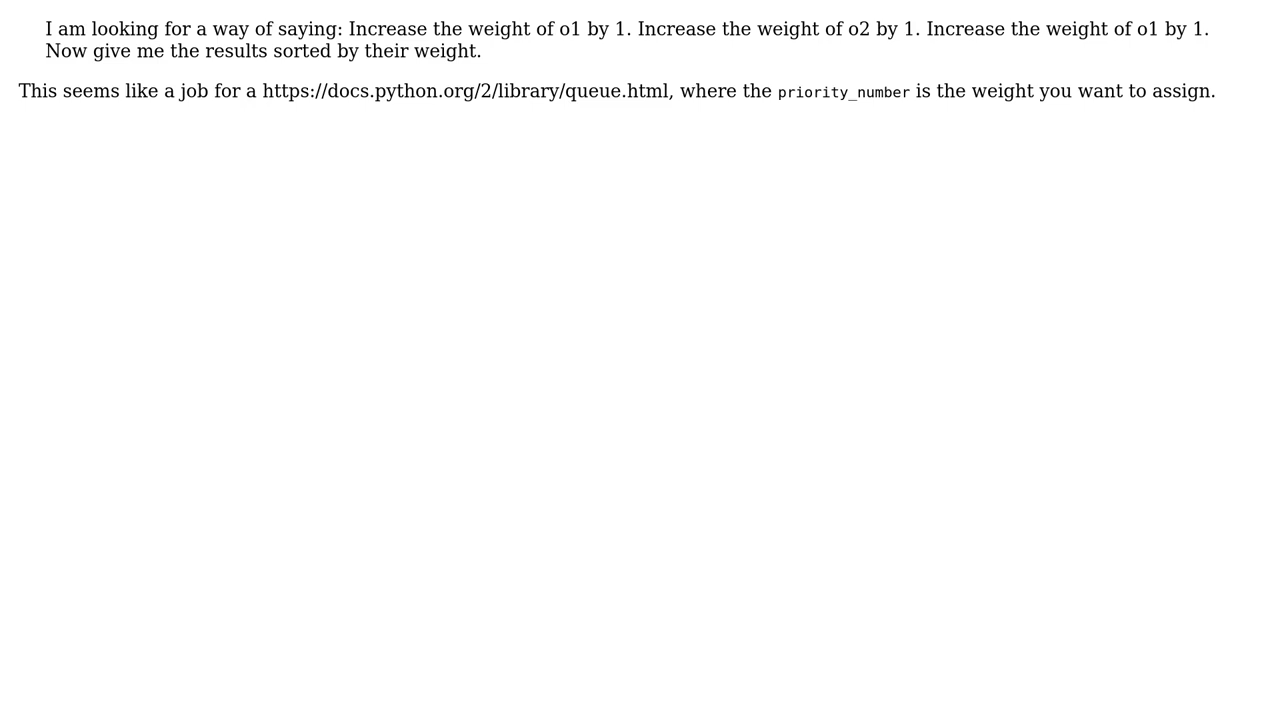 I am looking for a way of saying: Increase the weight of o1 by 1. Increase the weight of o2 by 1. Increase the weight of o1 by 1.
Now give me the results sorted by their weight.
This seems like a job for a https://docs.python.org/2/library/queue.html, where the priority_number is the weight you want to assign.